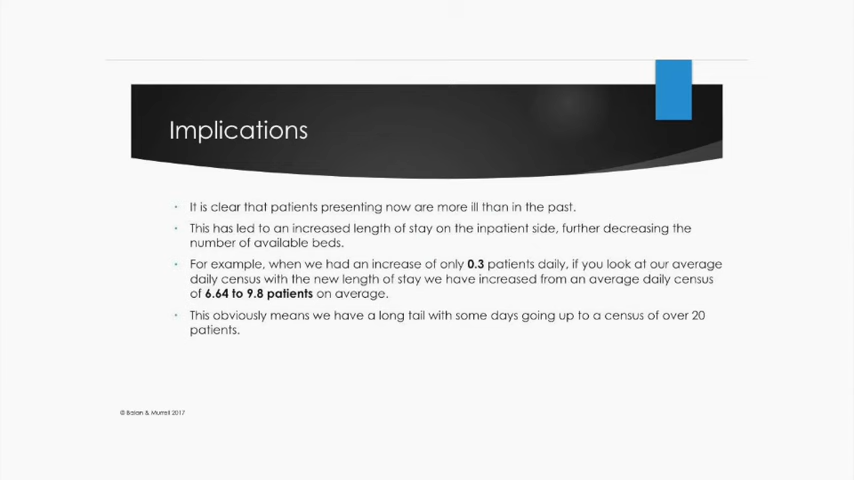 Implications
· It is clear that patients presenting now are more ill than in the past.
· This has led to an increased length of stay on the inpatient side, further decreasing the
number of available beds.
· For example, when we had an increase of only 0.3 patients daily, if you look at our average
daily census with the new length of stay we have increased from an average daily census
of 6.64 to 9.8 patients on average.
· This obviously means we have a long tail with some days going up to a census of over 20
patients.
© Balan & Murrell 2017